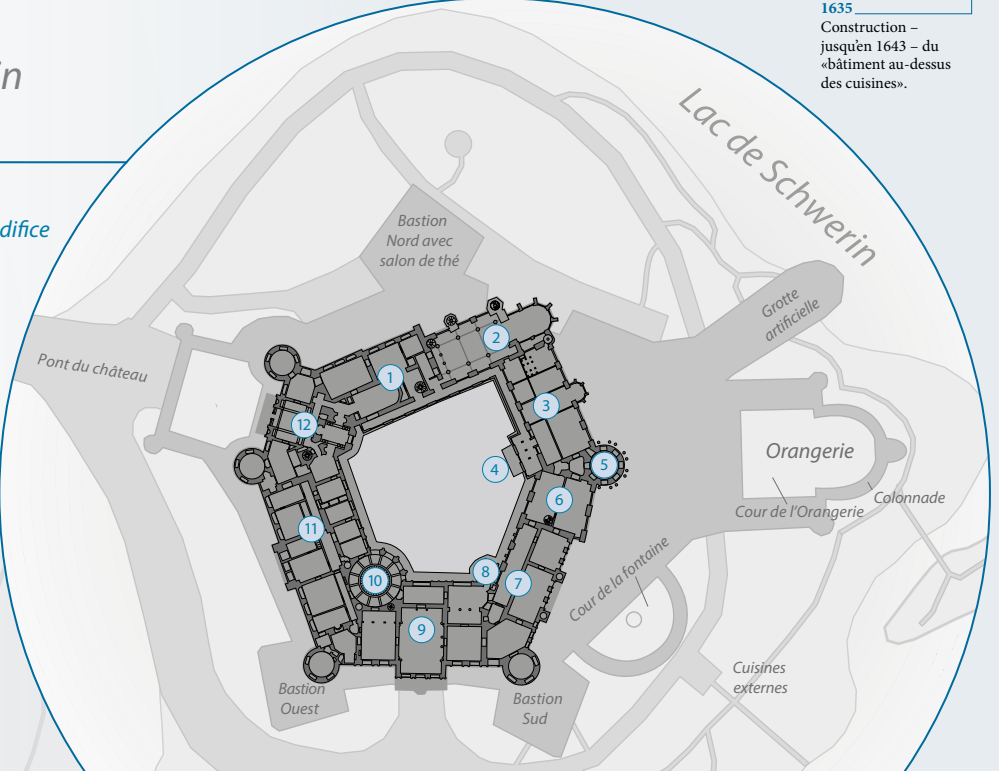 n
difice
1635
Construction –
jusqu'en 1643 – du
«bâtiment au-dessus
des cuisines».
Lac de Schwerin
Bastion
Nord avec
salon de thé
Grotte
artificielle
Pont du château
1
2
3
4
5
6
7
8
9
10
11
12
Orangerie
Colonnade
Cour de l'Orangerie
Cour de la fontaine
Cuisines
externes
Bastion
Ouest
Bastion
Sud